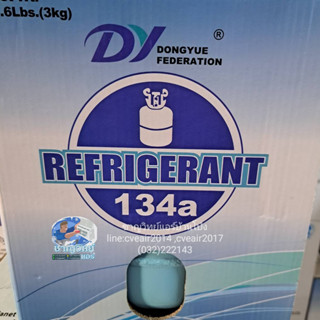 .6Lbs.(3kg)
DY ®
DONGYUE
FEDERATION
REFRIGERANT
134a
line:cveair2014 ,cveair2017
(032)222143